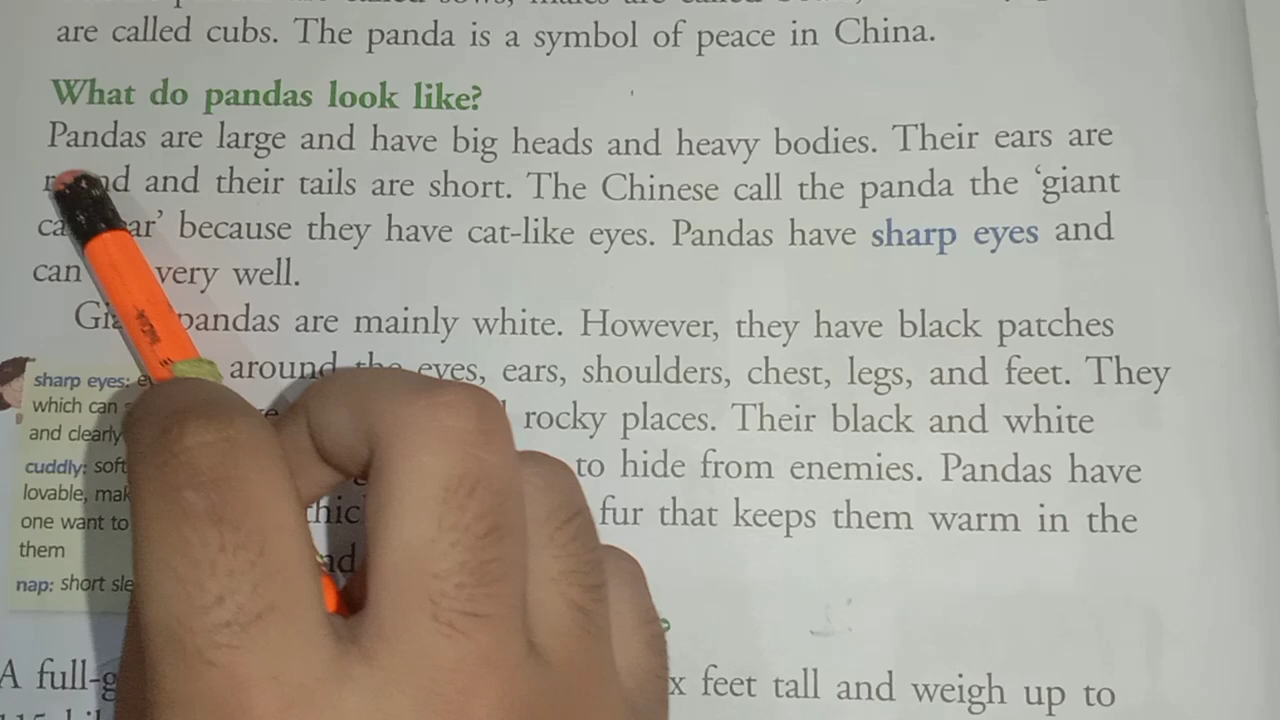 are called cubs. The panda is a symbol of peace in China.
What do pandas look like?
Pandas are large and have big heads and heavy bodies. Their ears are
and their tails are short. The Chinese call the panda the ‘giant
because they have cat-like eyes. Pandas have sharp eyes and
can very well.
pandas are mainly white. However, they have black patches
around the eyes, ears, shoulders, chest, legs, and feet. They
rocky places. Their black and white
to hide from enemies. Pandas have
fur that keeps them warm in the
sharp eyes:
which can
and clearly
cuddly: soft
lovable,
one want to
them
nap: short
A
feet tall and weigh up to